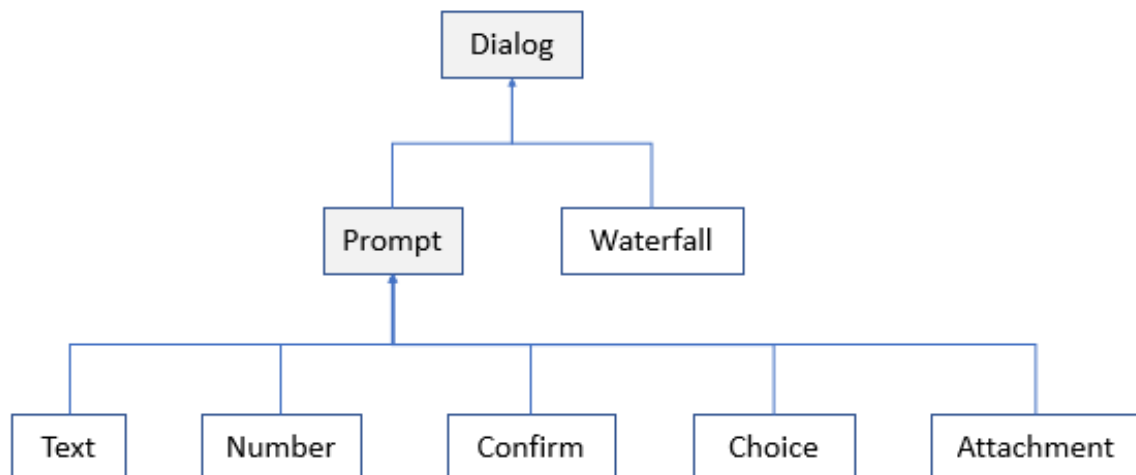 Dialog
Prompt
Waterfall
Text
Number
Confirm
Choice
Attachment